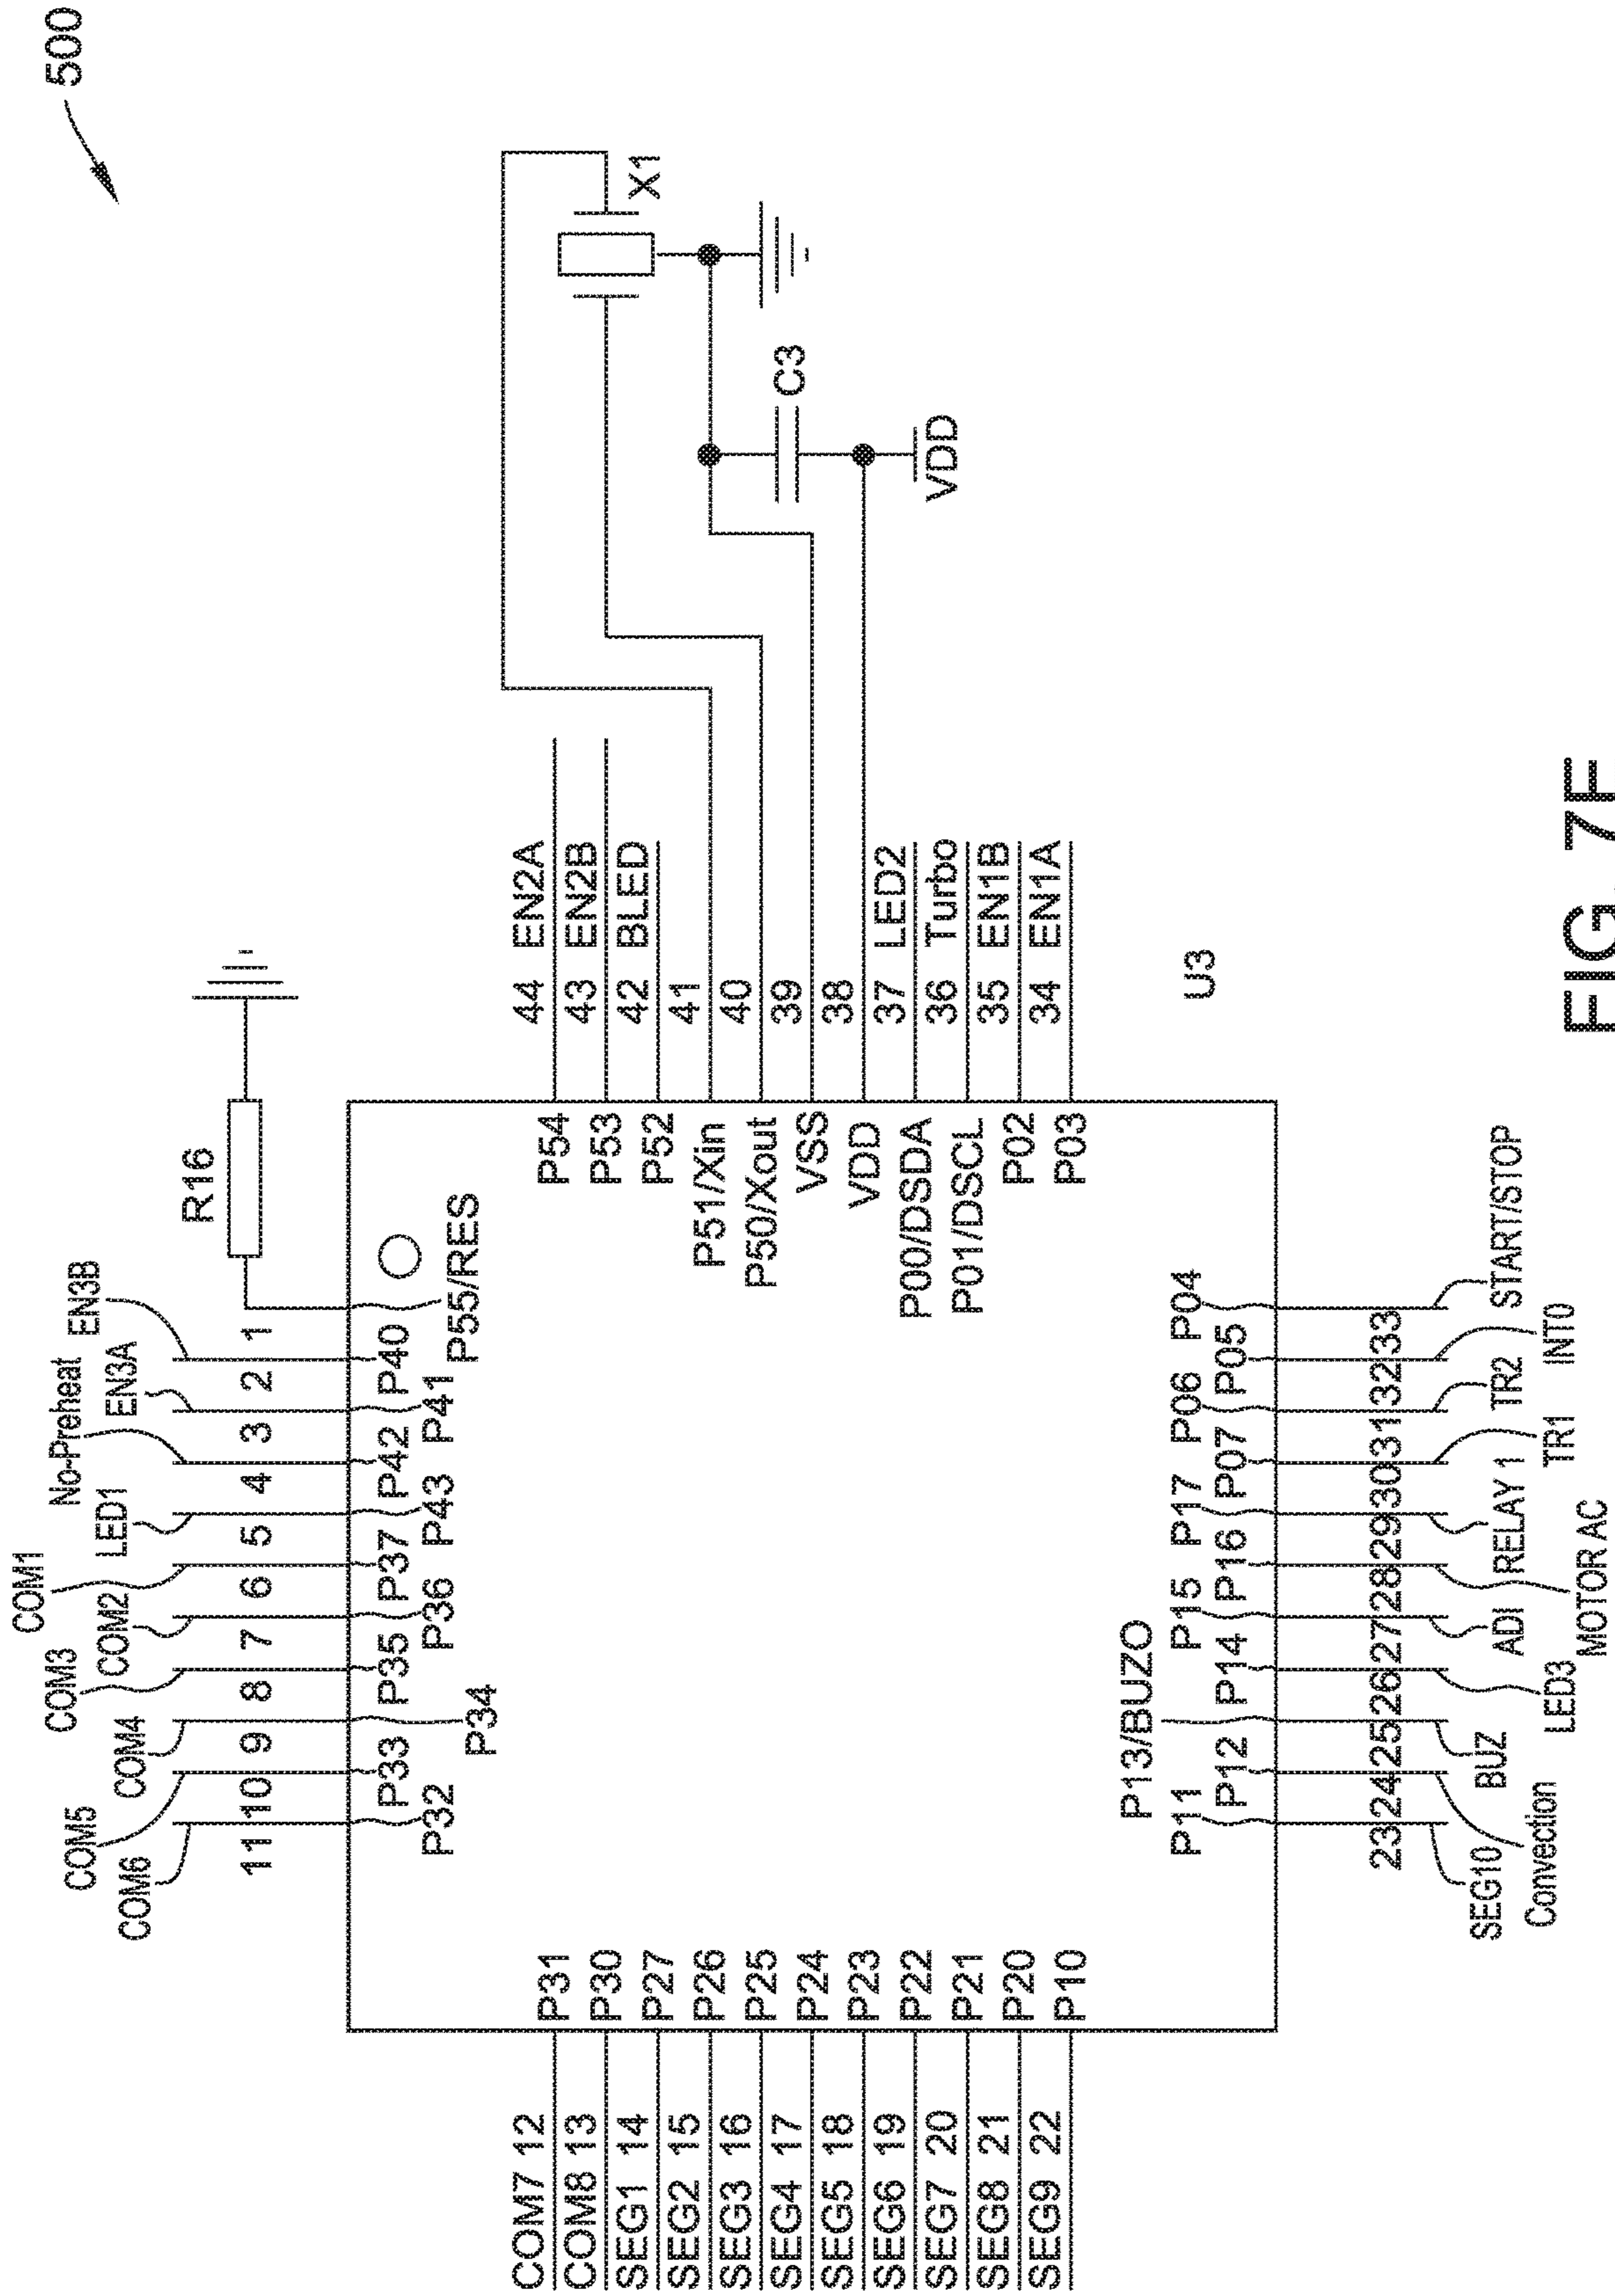 500
R16
EN3B
EN3A
No-Preheat
LED1
COM1
COM2
COM3
COM4
COM5
COM6
1
2
3
4
5
6
7
8
9
10
11
P55/RES
P40
P41
P42
P43
P37
P36
P35
P34
P33
P32
COM7 12 P31
COM8 13 P30
SEG1 14 P27
SEG2 15 P26
SEG3 16 P25
SEG4 17 P24
SEG5 18 P23
SEG6 19 P22
SEG7 20 P21
SEG8 21 P20
SEG9 22 P10
P54 44 EN2A
P53 43 EN2B
P52 42 BLED
P51/Xin 41
P50/Xout 40
VSS 39
VDD 38
P00/DSDA 37 LED2
P01/DSCL 36 Turbo
P02 35 EN1B
P03 34 EN1A
X1
C3
VDD
U3
P11
P12
P13/BUZO
P14
P15
P16
P17
P07
P06
P05
P04
23
24
25
26
27
28
29
30
31
32
33
SEG10
Convection
BUZ
LED3
ADI
MOTOR AC
RELAY 1
TR1
TR2
INT0
START/STOP